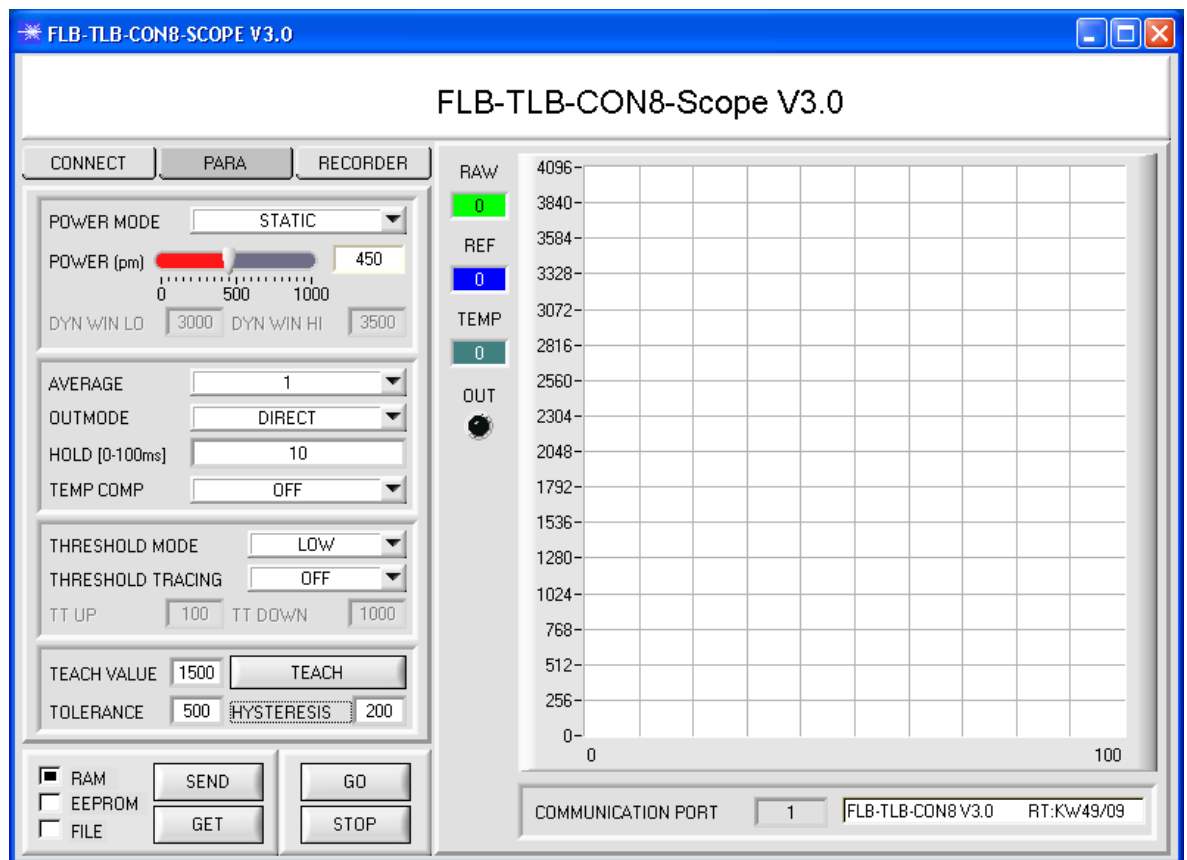 FLB-TLB-CON8-SCOPE V3.0
FLB-TLB-CON8-Scope V3.0
CONNECT PARA RECORDER
POWER MODE STATIC
POWER (pm) 450
0 500 1000
DYN WIN LO 3000 DYN WIN HI 3500
AVERAGE 1
OUTMODE DIRECT
HOLD [0-100ms] 10
TEMP COMP OFF
THRESHOLD MODE LOW
THRESHOLD TRACING OFF
TT UP 100 TT DOWN 1000
TEACH VALUE 1500 TEACH
TOLERANCE 500 HYSTERESIS 200
RAM
EEPROM
FILE
SEND
GET
GO
STOP
RAW
0
REF
0
TEMP
0
OUT
4096
3840
3584
3328
3072
2816
2560
2304
2048
1792
1536
1280
1024
768
512
256
0
0 100
COMMUNICATION PORT 1 FLB-TLB-CON8 V3.0 RT:KW49/09